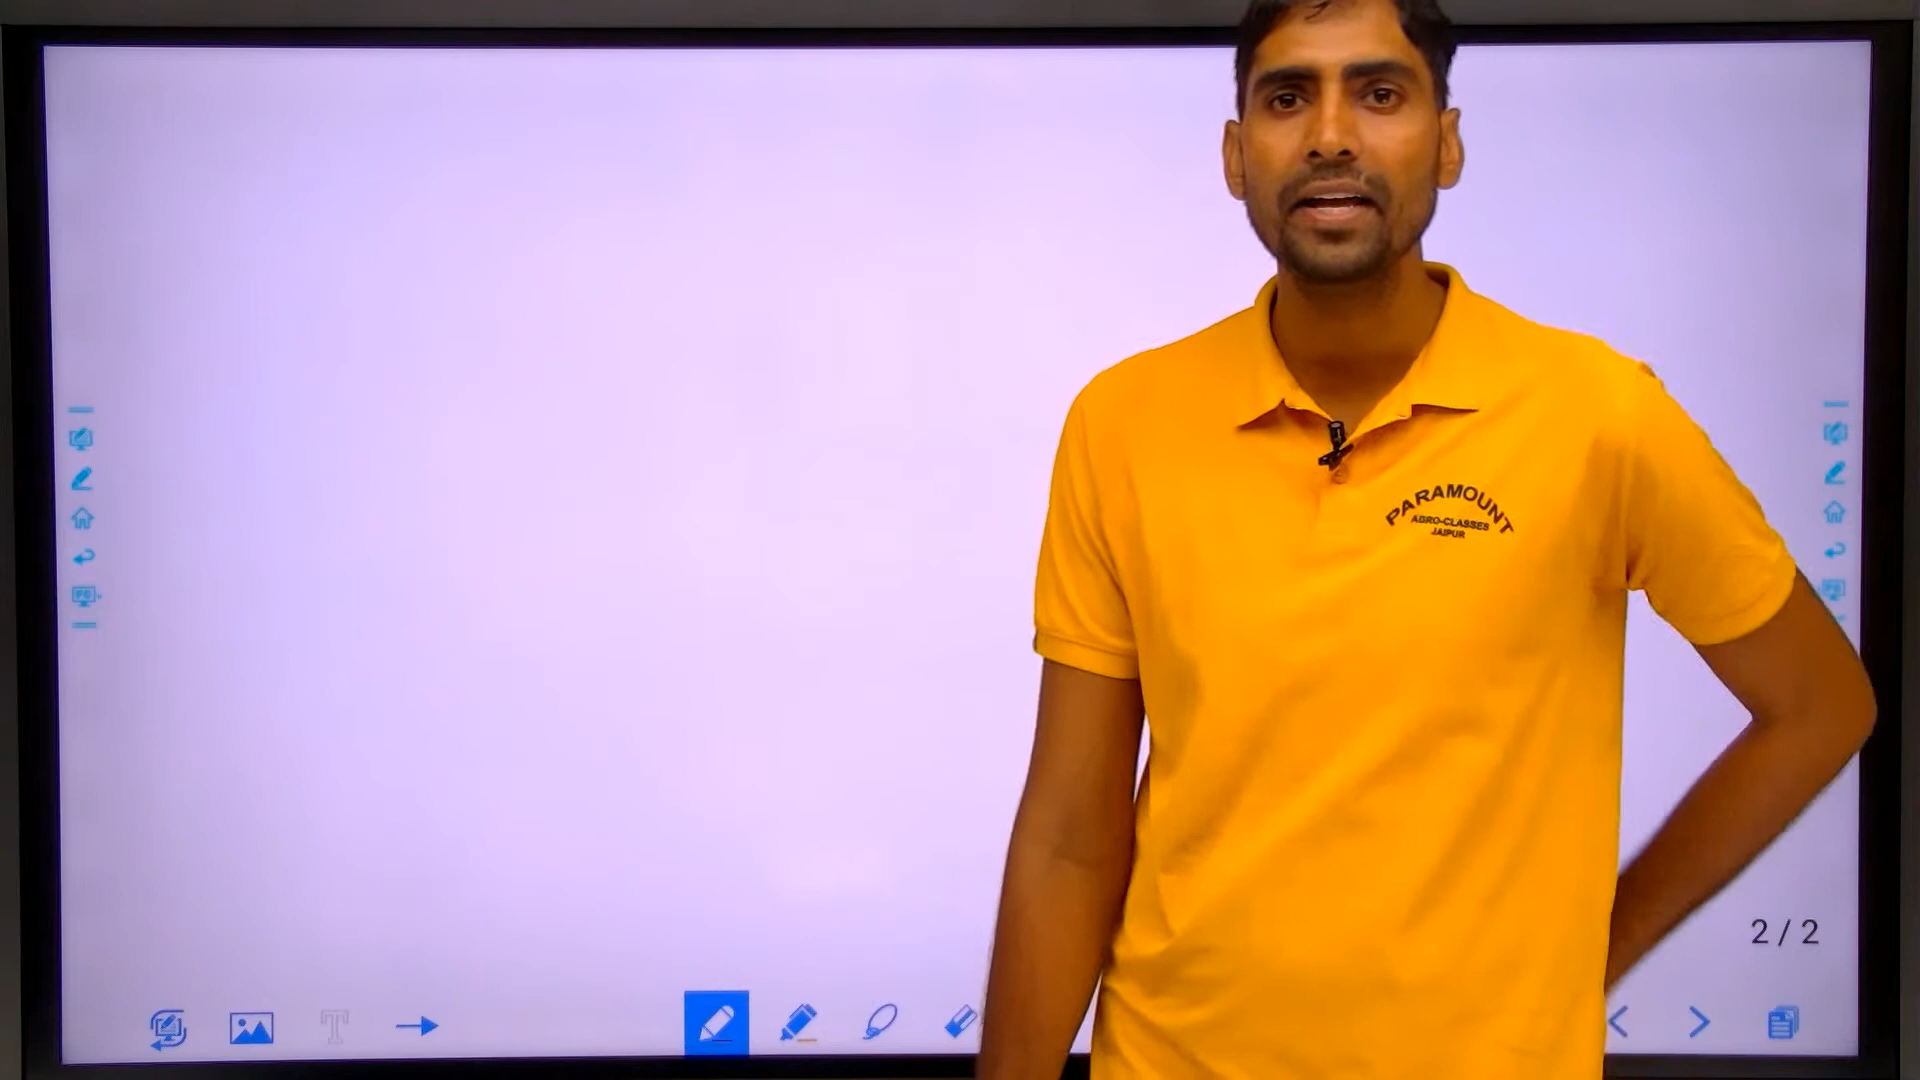 PARAMOUNT
AGRO-CLASSES
JAIPUR
2 / 2
T